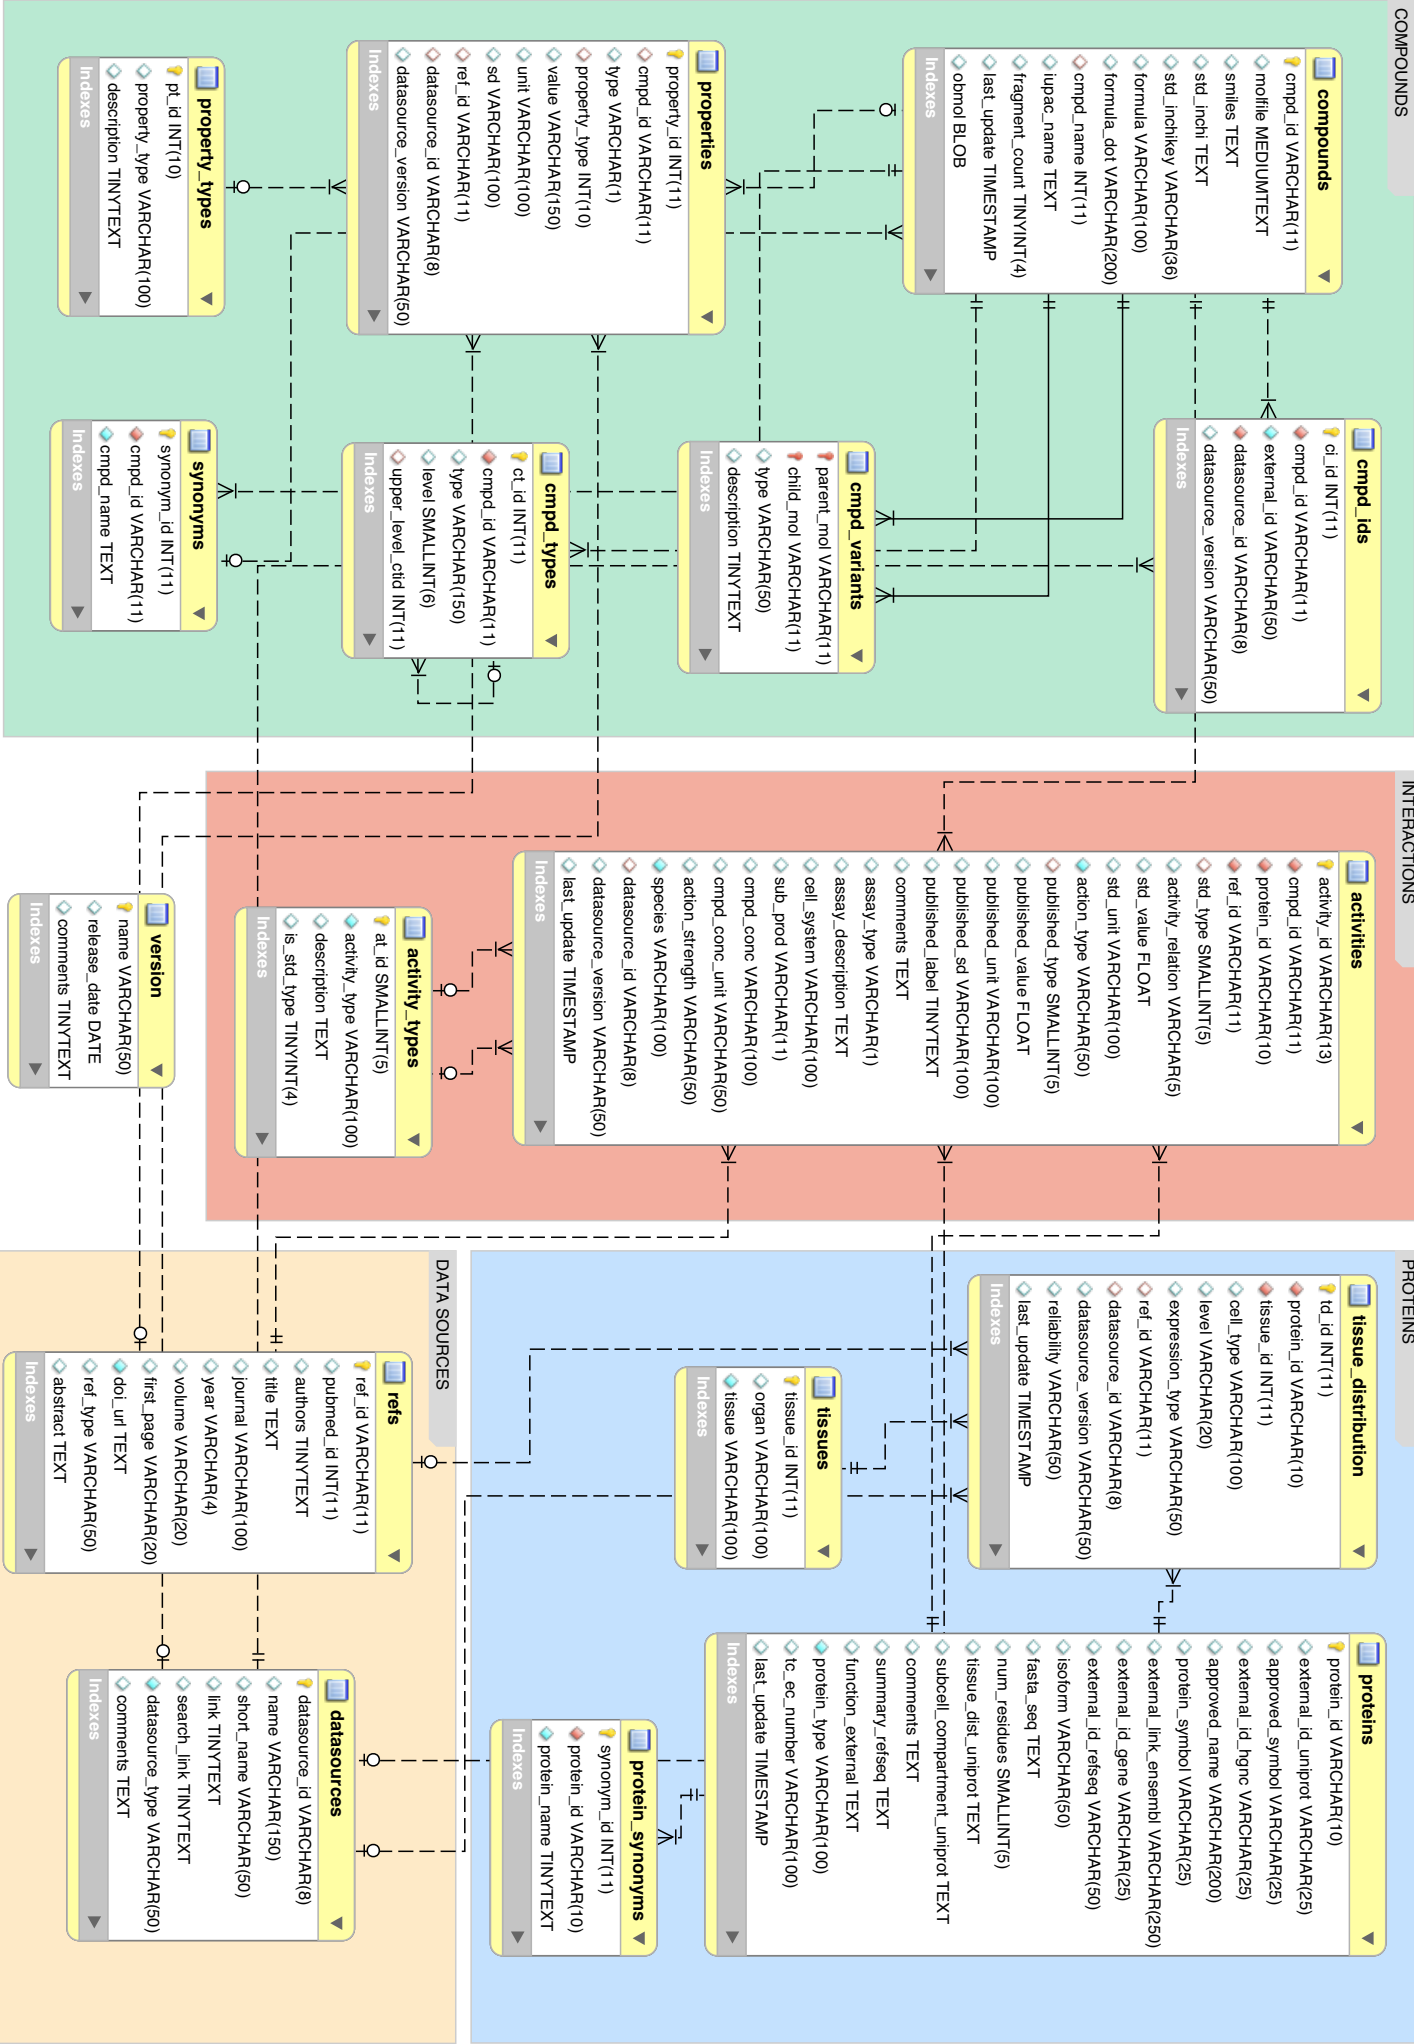 COMPOUNDS
compounds
cmpd_id VARCHAR(11)
molfile MEDIUMTEXT
smiles TEXT
std_inchi TEXT
std_inchikey VARCHAR(36)
formula VARCHAR(100)
formula_dot VARCHAR(200)
cmpd_name INT(11)
iupac_name TEXT
fragment_count TINYINT(4)
last_update TIMESTAMP
obmol BLOB
Indexes
properties
property_id INT(11)
cmpd_id VARCHAR(11)
type VARCHAR(1)
property_type INT(10)
value VARCHAR(150)
unit VARCHAR(100)
sd VARCHAR(100)
ref_id VARCHAR(11)
datasource_id VARCHAR(8)
datasource_version VARCHAR(50)
Indexes
property_types
pt_id INT(10)
property_type VARCHAR(100)
description TINYTEXT
Indexes
cmpd_ids
ci_id INT(11)
cmpd_id VARCHAR(11)
external_id VARCHAR(50)
datasource_id VARCHAR(8)
datasource_version VARCHAR(50)
Indexes
cmpd_variants
parent_mol VARCHAR(11)
child_mol VARCHAR(11)
type VARCHAR(50)
description TINYTEXT
Indexes
cmpd_types
ct_id INT(11)
cmpd_id VARCHAR(11)
type VARCHAR(150)
level SMALLINT(6)
upper_level_ctid INT(11)
Indexes
synonyms
synonym_id INT(11)
cmpd_id VARCHAR(11)
cmpd_name TEXT
Indexes
INTERACTIONS
activities
activity_id VARCHAR(13)
cmpd_id VARCHAR(11)
protein_id VARCHAR(10)
ref_id VARCHAR(11)
std_type SMALLINT(5)
activity_relation VARCHAR(5)
std_value FLOAT
std_unit VARCHAR(100)
action_type VARCHAR(50)
published_type SMALLINT(5)
published_value FLOAT
published_unit VARCHAR(100)
published_sd VARCHAR(100)
published_label TINYTEXT
comments TEXT
assay_type VARCHAR(1)
assay_description TEXT
cell_system VARCHAR(100)
sub_prod VARCHAR(11)
cmpd_conc VARCHAR(100)
cmpd_conc_unit VARCHAR(50)
action_strength VARCHAR(50)
species VARCHAR(100)
datasource_id VARCHAR(8)
datasource_version VARCHAR(50)
last_update TIMESTAMP
Indexes
activity_types
at_id SMALLINT(5)
activity_type VARCHAR(100)
description TEXT
is_std_type TINYINT(4)
Indexes
version
name VARCHAR(50)
release_date DATE
comments TINYTEXT
Indexes
PROTEINS
tissue_distribution
td_id INT(11)
protein_id VARCHAR(10)
tissue_id INT(11)
cell_type VARCHAR(100)
level VARCHAR(20)
expression_type VARCHAR(50)
ref_id VARCHAR(11)
datasource_id VARCHAR(8)
datasource_version VARCHAR(50)
reliability VARCHAR(50)
last_update TIMESTAMP
Indexes
tissues
tissue_id INT(11)
organ VARCHAR(100)
tissue VARCHAR(100)
Indexes
proteins
protein_id VARCHAR(10)
external_id_uniprot VARCHAR(25)
approved_symbol VARCHAR(25)
external_id_hgnc VARCHAR(25)
approved_name VARCHAR(200)
protein_symbol VARCHAR(25)
external_link_ensembl VARCHAR(250)
external_id_gene VARCHAR(25)
external_id_refseq VARCHAR(50)
isoform VARCHAR(50)
fasta_seq TEXT
num_residues SMALLINT(5)
tissue_dist_uniprot TEXT
subcell_compartment_uniprot TEXT
comments TEXT
summary_refseq TEXT
function_external TEXT
protein_type VARCHAR(100)
tc_ec_number VARCHAR(100)
last_update TIMESTAMP
Indexes
protein_synonyms
synonym_id INT(11)
protein_id VARCHAR(10)
protein_name TINYTEXT
Indexes
DATA SOURCES
refs
ref_id VARCHAR(11)
pubmed_id INT(11)
authors TINYTEXT
title TEXT
journal VARCHAR(100)
year VARCHAR(4)
volume VARCHAR(20)
first_page VARCHAR(20)
doi_url TEXT
ref_type VARCHAR(50)
abstract TEXT
Indexes
datasources
datasource_id VARCHAR(8)
name VARCHAR(150)
short_name VARCHAR(50)
link TINYTEXT
search_link TINYTEXT
datasource_type VARCHAR(50)
comments TEXT
Indexes